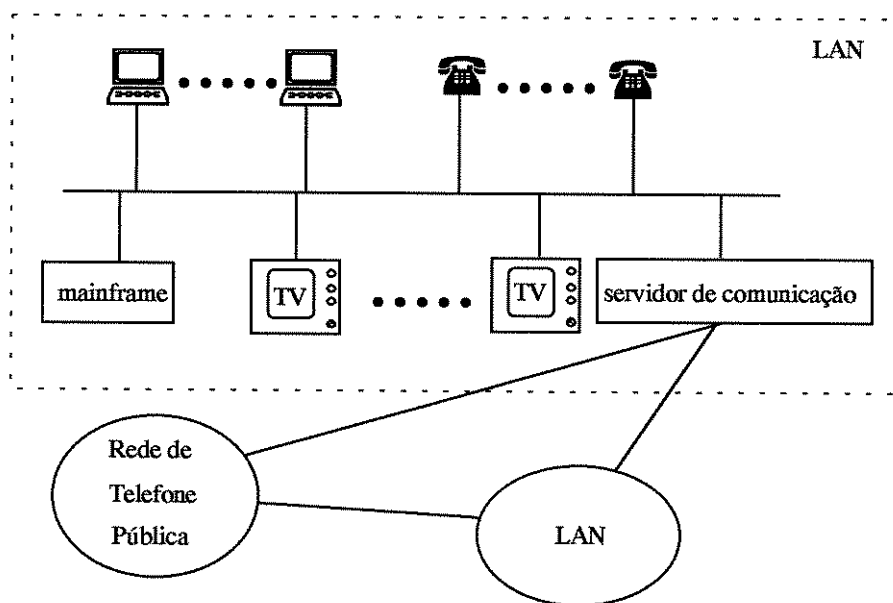 LAN
mainframe
TV
TV
servidor de comunicação
Rede de
Telefone
Pública
LAN